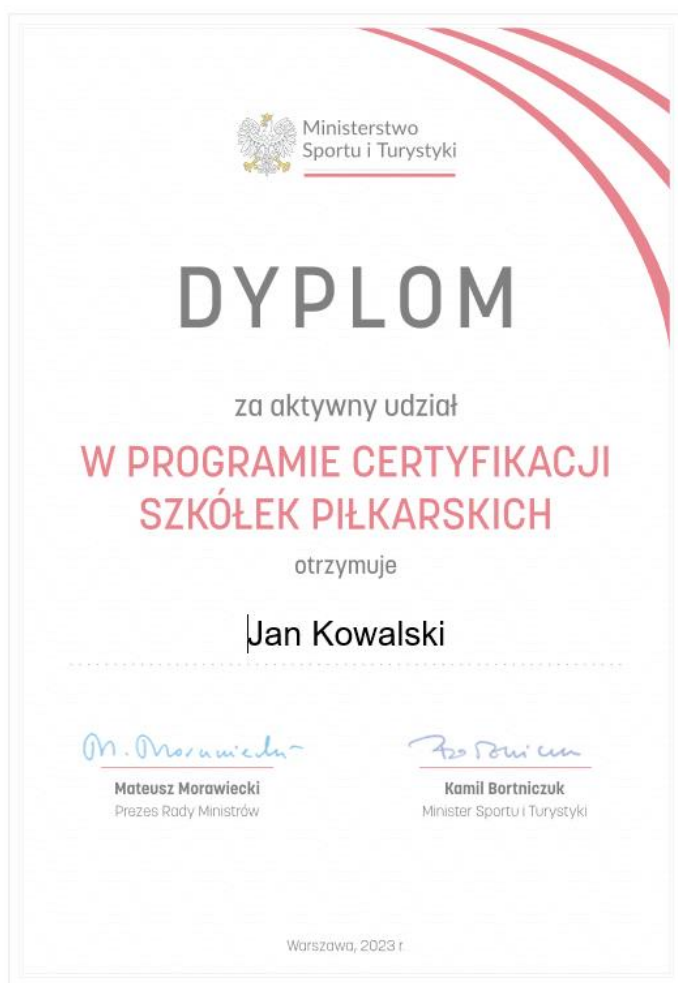 Ministerstwo
Sportu i Turystyki
DYPLOM
za aktywny udział
W PROGRAMIE CERTYFIKACJI
SZKÓŁEK PIŁKARSKICH
otrzymuje
Jan Kowalski
M. Morawiecki
Mateusz Morawiecki
Prezes Rady Ministrów
Kamil Bortniczuk
Minister Sportu i Turystyki
Warszawa, 2023 r